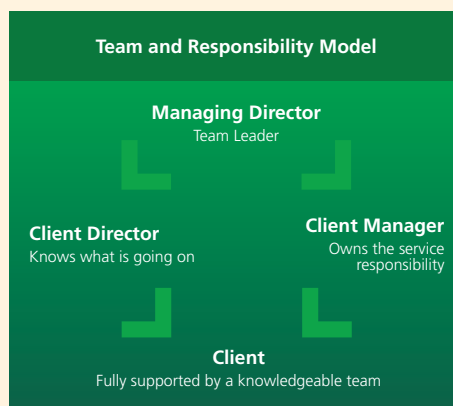 Team and Responsibility Model
Managing Director
Team Leader
Client Director
Knows what is going on
Client Manager
Owns the service
responsibility
Client
Fully supported by a knowledgeable team